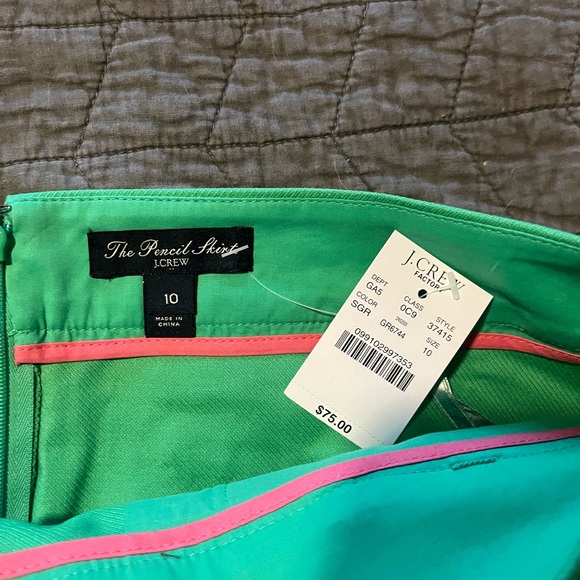 The Pencil Skirt
J.CREW
10
MADE IN
CHINA
J.CREW
FACTORY
DEPT CLASS STYLE
GA5 0C9 37415
COLOR SIZE
SGR GR6744 10
099102997353
$75.00